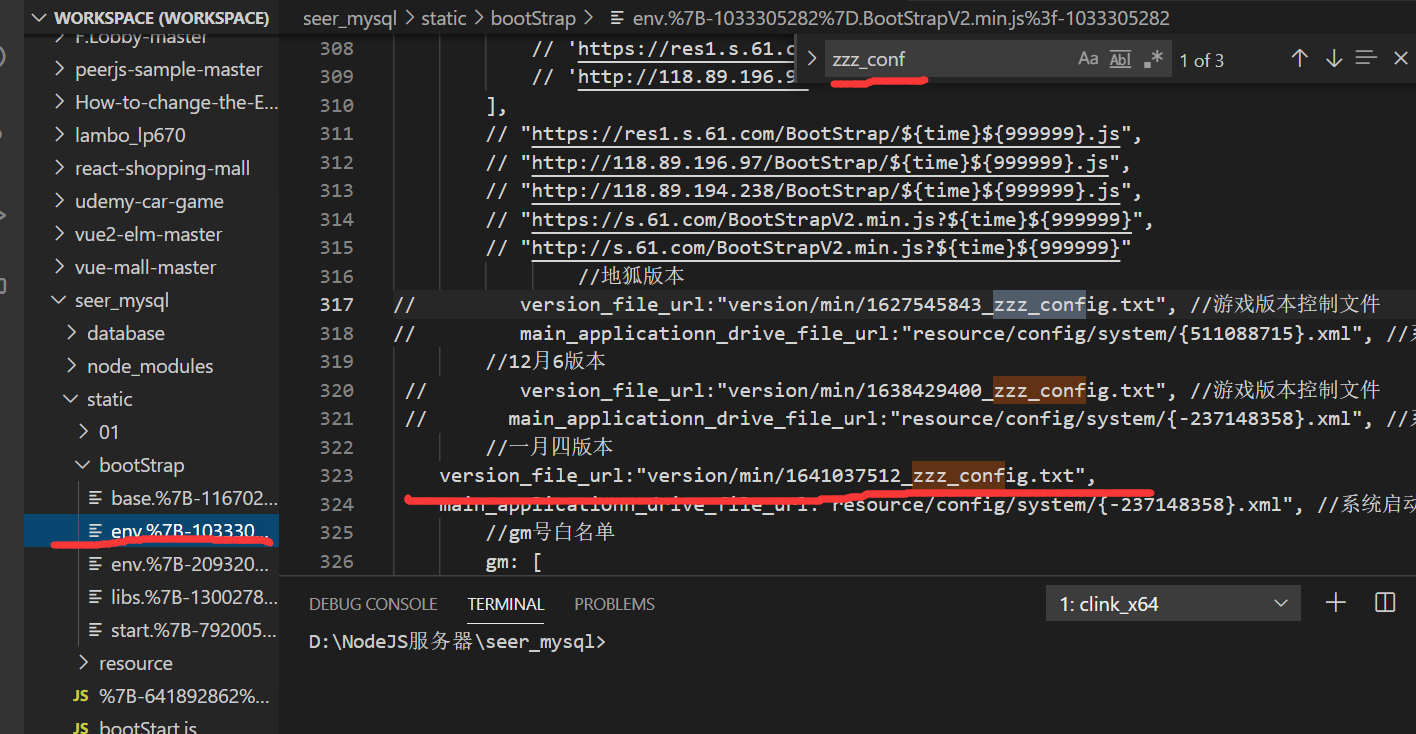 WORKSPACE (WORKSPACE)
F.Lobby-master
peerjs-sample-master
How-to-change-the-E...
lambo_lp670
react-shopping-mall
udemy-car-game
vue2-elm-master
vue-mall-master
seer_mysql
database
node_modules
static
01
bootStrap
base.%7B-116702...
env.%7B-103330...
env.%7B-209320...
libs.%7B-1300278...
start.%7B-792005...
resource
JS %7B-641892862%...
JS bootStart.js
seer_mysql > static > bootStrap > env.%7B-1033305282%7D.BootStrapV2.min.js%3f-1033305282
zzz_conf Aa Abl .* 1 of 3
308 // 'https://res1.s.61.c
309 // 'http://118.89.196.9
310 ],
311 // "https://res1.s.61.com/BootStrap/${time}${999999}.js",
312 // "http://118.89.196.97/BootStrap/${time}${999999}.js",
313 // "http://118.89.194.238/BootStrap/${time}${999999}.js",
314 // "https://s.61.com/BootStrapV2.min.js?${time}${999999}",
315 // "http://s.61.com/BootStrapV2.min.js?${time}${999999}"
316 //地狐版本
317 // version_file_url:"version/min/1627545843_zzz_config.txt", //游戏版本控制文件
318 // main_applicationn_drive_file_url:"resource/config/system/{511088715}.xml", //系
319 //12月6版本
320 // version_file_url:"version/min/1638429400_zzz_config.txt", //游戏版本控制文件
321 // main_applicationn_drive_file_url:"resource/config/system/{-237148358}.xml", //系
322 //一月四版本
323 version_file_url:"version/min/1641037512_zzz_config.txt",
324 main_applicationn_drive_file_url:"resource/config/system/{-237148358}.xml", //系统启动
325 //gm号白名单
326 gm: [
DEBUG CONSOLE TERMINAL PROBLEMS 1: clink_x64
D:\NodeJS服务器\seer_mysql>